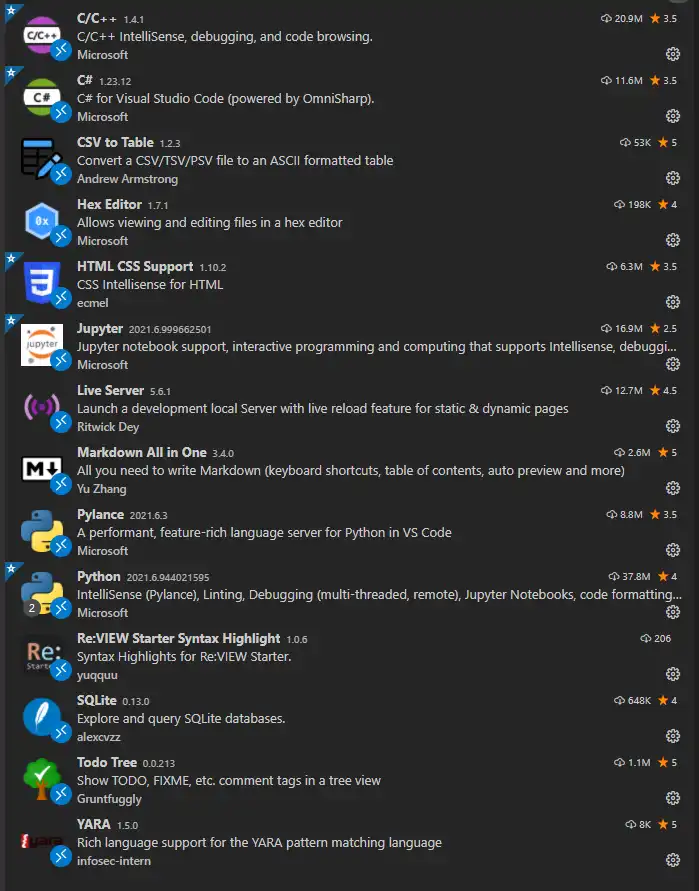 C/C++ 1.4.1 20.9M ★ 3.5
C/C++ C/C++ IntelliSense, debugging, and code browsing.
Microsoft
C# 1.23.12 11.6M ★ 3.5
C# C# for Visual Studio Code (powered by OmniSharp).
Microsoft
CSV to Table 1.2.3 53K ★ 5
Convert a CSV/TSV/PSV file to an ASCII formatted table
Andrew Armstrong
Hex Editor 1.7.1 198K ★ 4
0x Allows viewing and editing files in a hex editor
Microsoft
HTML CSS Support 1.10.2 6.3M ★ 3.5
3 CSS Intellisense for HTML
ecmel
Jupyter 2021.6.999662501 16.9M ★ 2.5
jupyter Jupyter notebook support, interactive programming and computing that supports Intellisense, debuggi...
Microsoft
Live Server 5.6.1 12.7M ★ 4.5
Launch a development local Server with live reload feature for static & dynamic pages
Ritwick Dey
Markdown All in One 3.4.0 2.6M ★ 5
M↓ All you need to write Markdown (keyboard shortcuts, table of contents, auto preview and more)
Yu Zhang
Pylance 2021.6.3 8.8M ★ 3.5
A performant, feature-rich language server for Python in VS Code
Microsoft
Python 2021.6.944021595 37.8M ★ 4
IntelliSense (Pylance), Linting, Debugging (multi-threaded, remote), Jupyter Notebooks, code formatting...
2 Microsoft
Re:VIEW Starter Syntax Highlight 1.0.6 206
Re: Syntax Highlights for Re:VIEW Starter.
yuqquu
SQLite 0.13.0 648K ★ 4
Explore and query SQLite databases.
alexcvzz
Todo Tree 0.0.213 1.1M ★ 5
Show TODO, FIXME, etc. comment tags in a tree view
Gruntfuggly
YARA 1.5.0 8K ★ 5
yara Rich language support for the YARA pattern matching language
infosec-intern